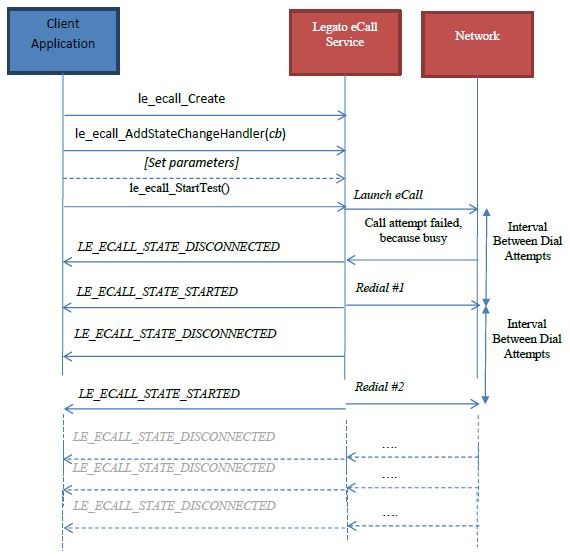 Client
Application
Legato eCall
Service
Network
le_ecall_Create
le_ecall_AddStateChangeHandler(cb)
[Set parameters]
le_ecall_StartTest()
Launch eCall
Call attempt failed,
because busy
Interval
Between Dial
Attempts
LE_ECALL_STATE_DISCONNECTED
LE_ECALL_STATE_STARTED
Redial #1
LE_ECALL_STATE_DISCONNECTED
Interval
Between Dial
Attempts
LE_ECALL_STATE_STARTED
Redial #2
LE_ECALL_STATE_DISCONNECTED
....
LE_ECALL_STATE_DISCONNECTED
....
LE_ECALL_STATE_DISCONNECTED
....